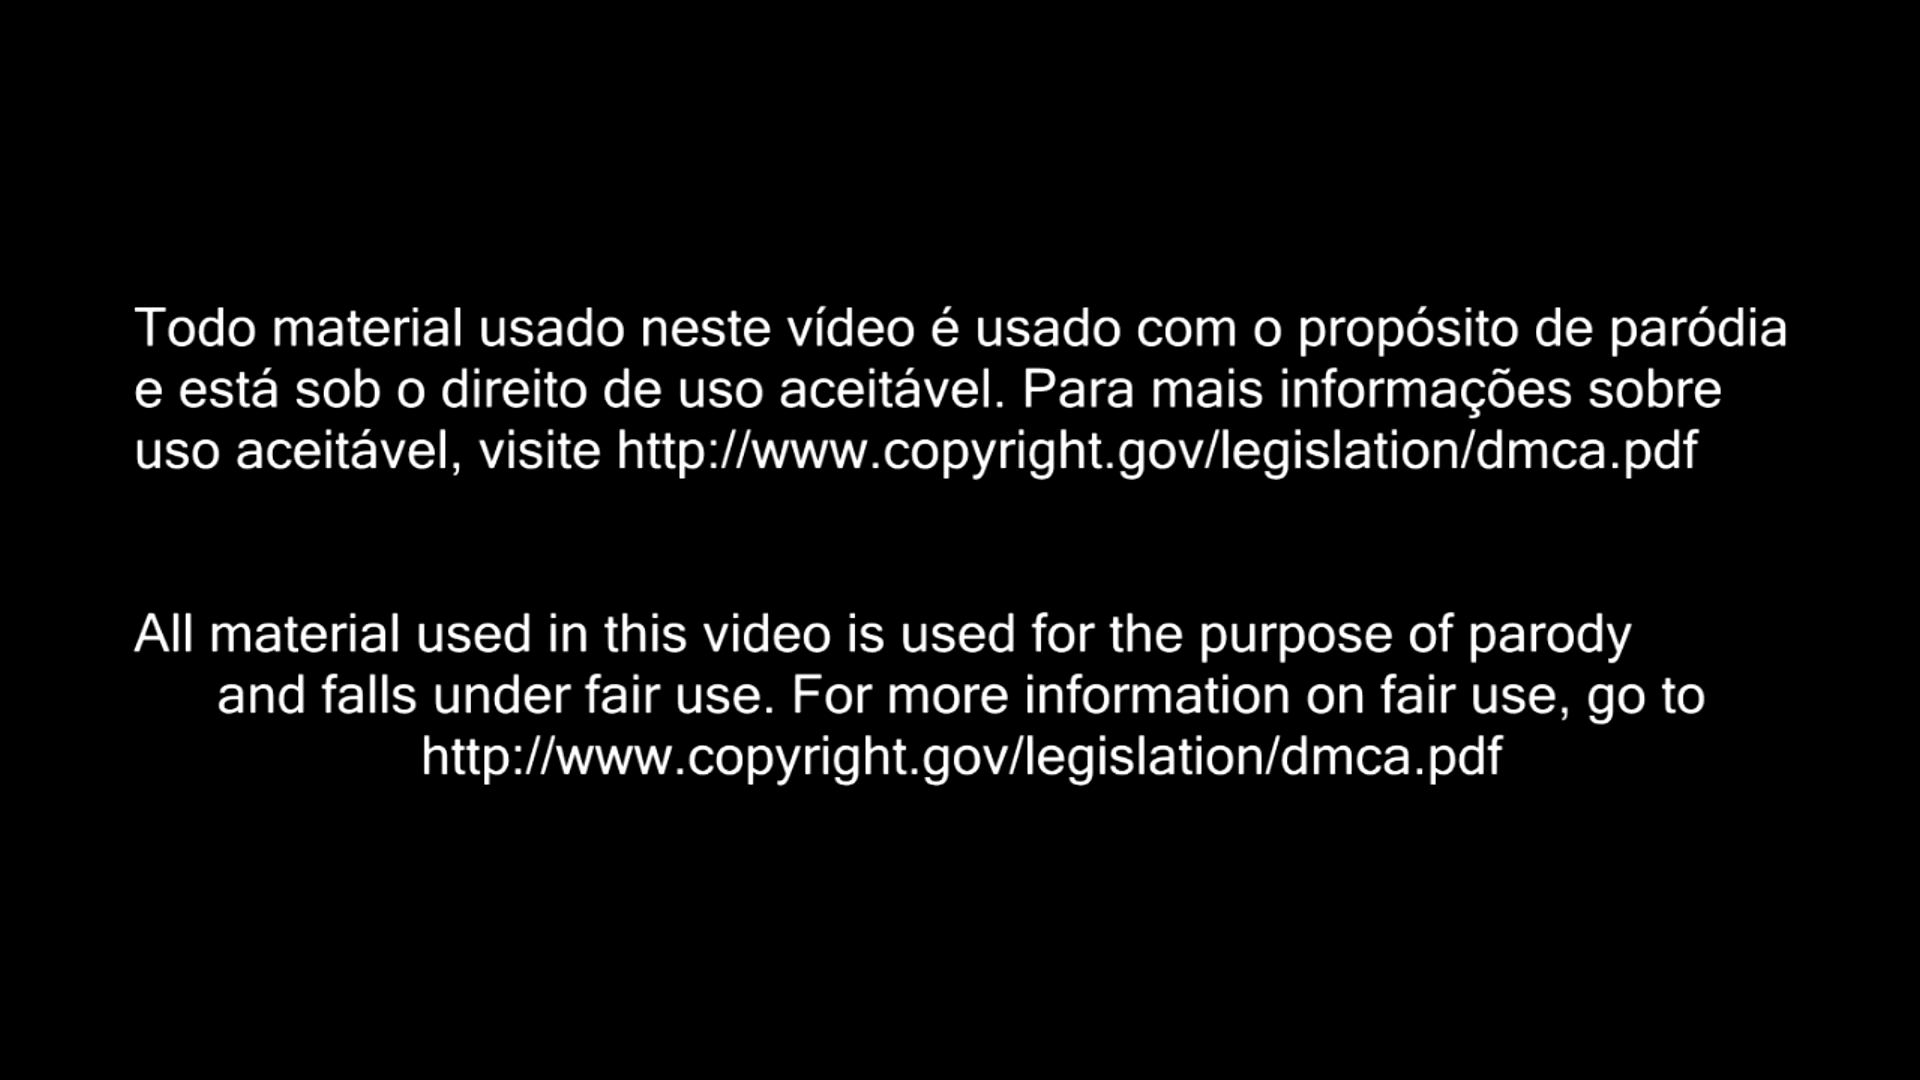 Todo material usado neste vídeo é usado com o propósito de paródia
e está sob o direito de uso aceitável. Para mais informações sobre
uso aceitável, visite http://www.copyright.gov/legislation/dmca.pdf
All material used in this video is used for the purpose of parody
and falls under fair use. For more information on fair use, go to
http://www.copyright.gov/legislation/dmca.pdf